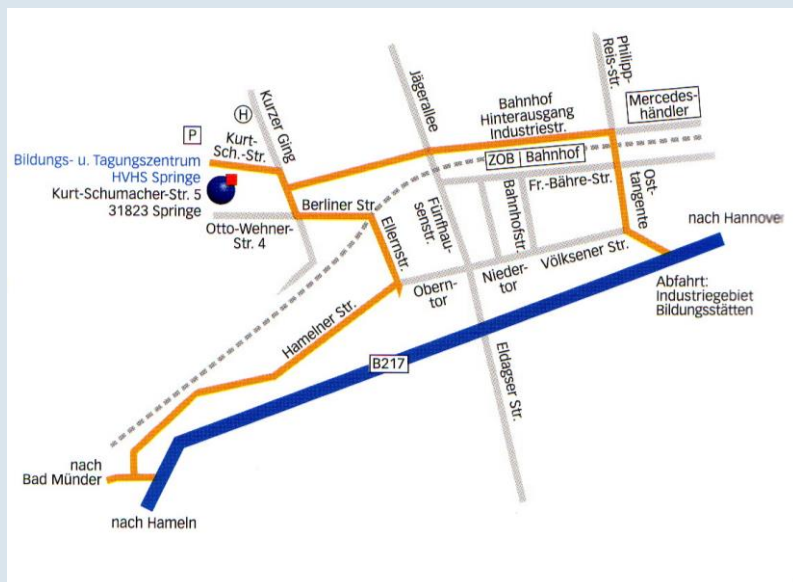 Philipp-
Reis-str.
Jägerallee
Mercedes-
händler
Bahnhof
Hinterausgang
Industriestr.
H
Kurzer Ging
P
Kurt-
Sch.-Str.
ZOB | Bahnhof
Bildungs- u. Tagungszentrum
HVHS Springe
Kurt-Schumacher-Str. 5
31823 Springe
Fr.-Bähre-Str.
Ost-
tangente
Berliner Str.
Otto-Wehner-
Str. 4
Ellernstr.
Fünfhau-
senstr.
Bahnhofstr.
nach Hannover
Völksener Str.
Obern-
tor
Nieder-
tor
Abfahrt:
Industriegebiet
Bildungsstätten
Hamelner Str.
B217
Eldagser Str.
nach
Bad Münder
nach Hameln